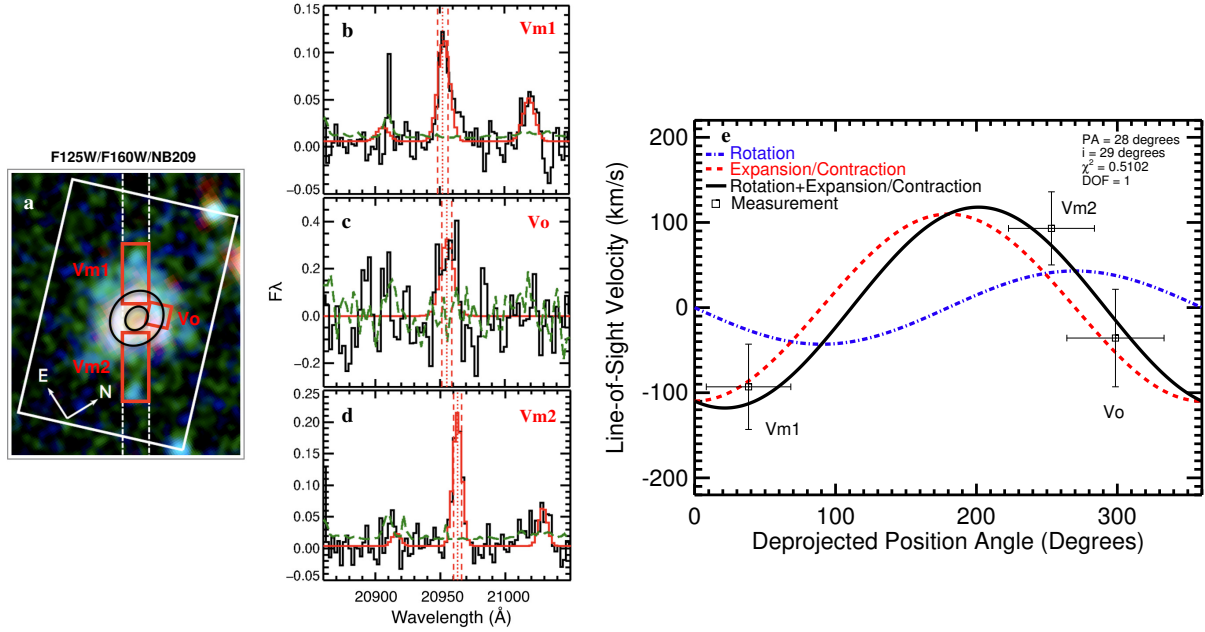 F125W/F160W/NB209
a
Vm1
Vo
Vm2
E
N
b
Vm1
0.15
0.10
0.05
0.00
−0.05
c
Vo
0.4
0.2
0.0
−0.2
Fλ
d
Vm2
0.25
0.20
0.15
0.10
0.05
0.00
−0.05
20900
20950
21000
Wavelength (Å)
e
Rotation
Expansion/Contraction
Rotation+Expansion/Contraction
Measurement
PA = 28 degrees
i = 29 degrees
χ² = 0.5102
DOF = 1
Vm1
Vm2
Vo
200
100
0
-100
-200
Line-of-Sight Velocity (km/s)
0
100
200
300
Deprojected Position Angle (Degrees)